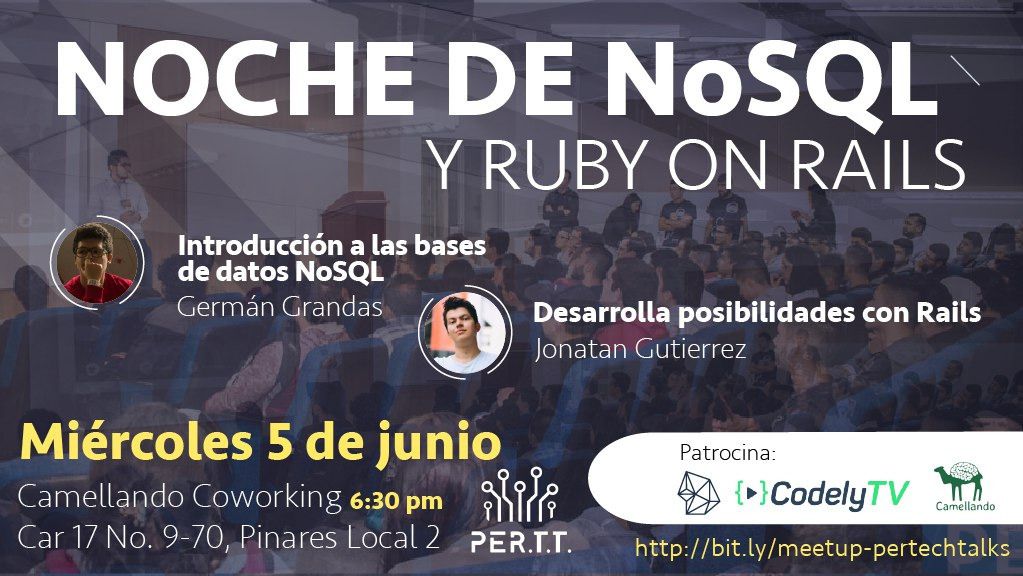 NOCHE DE NoSQL
Y RUBY ON RAILS
Introducción a las bases
de datos NoSQL
Germán Grandas
Desarrolla posibilidades con Rails
Jonatan Gutierrez
Miércoles 5 de junio
Camellando Coworking 6:30 pm
Car 17 No. 9-70, Pinares Local 2
PER.T.T.
Patrocina:
CodelyTV
Camellando
http://bit.ly/meetup-pertechtalks